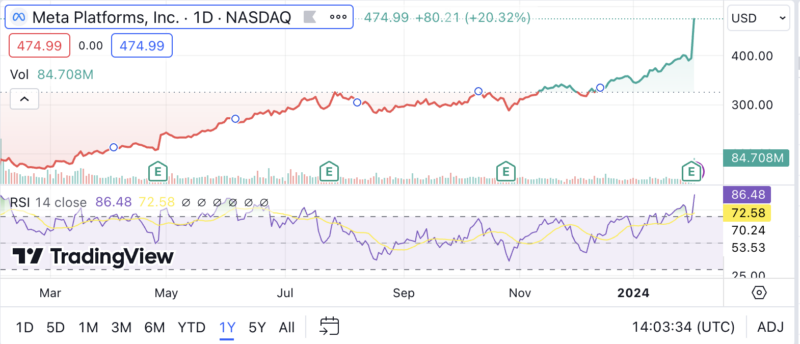 Meta Platforms, Inc. · 1D · NASDAQ 474.99 +80.21 (+20.32%) USD
474.99 0.00 474.99
400.00
Vol 84.708M
300.00
84.708M
E E E E
RSI 14 close 86.48 72.58 ∅ ∅ ∅ ∅ ∅ ∅ 86.48
72.58
70.24
53.53
TradingView
25.00
Mar May Jul Sep Nov 2024
1D 5D 1M 3M 6M YTD 1Y 5Y All 14:03:34 (UTC) ADJ